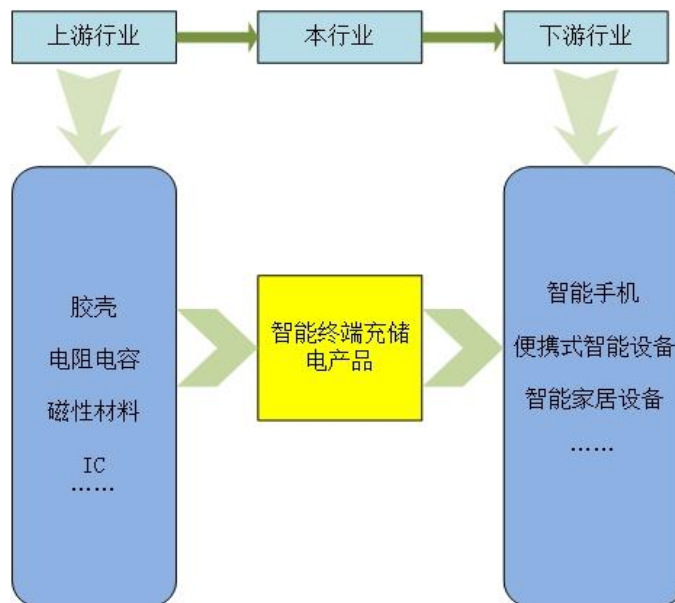 上游行业
本行业
下游行业
胶壳
电阻电容
磁性材料
IC
……
智能终端充储
电产品
智能手机
便携式智能设备
智能家居设备
……